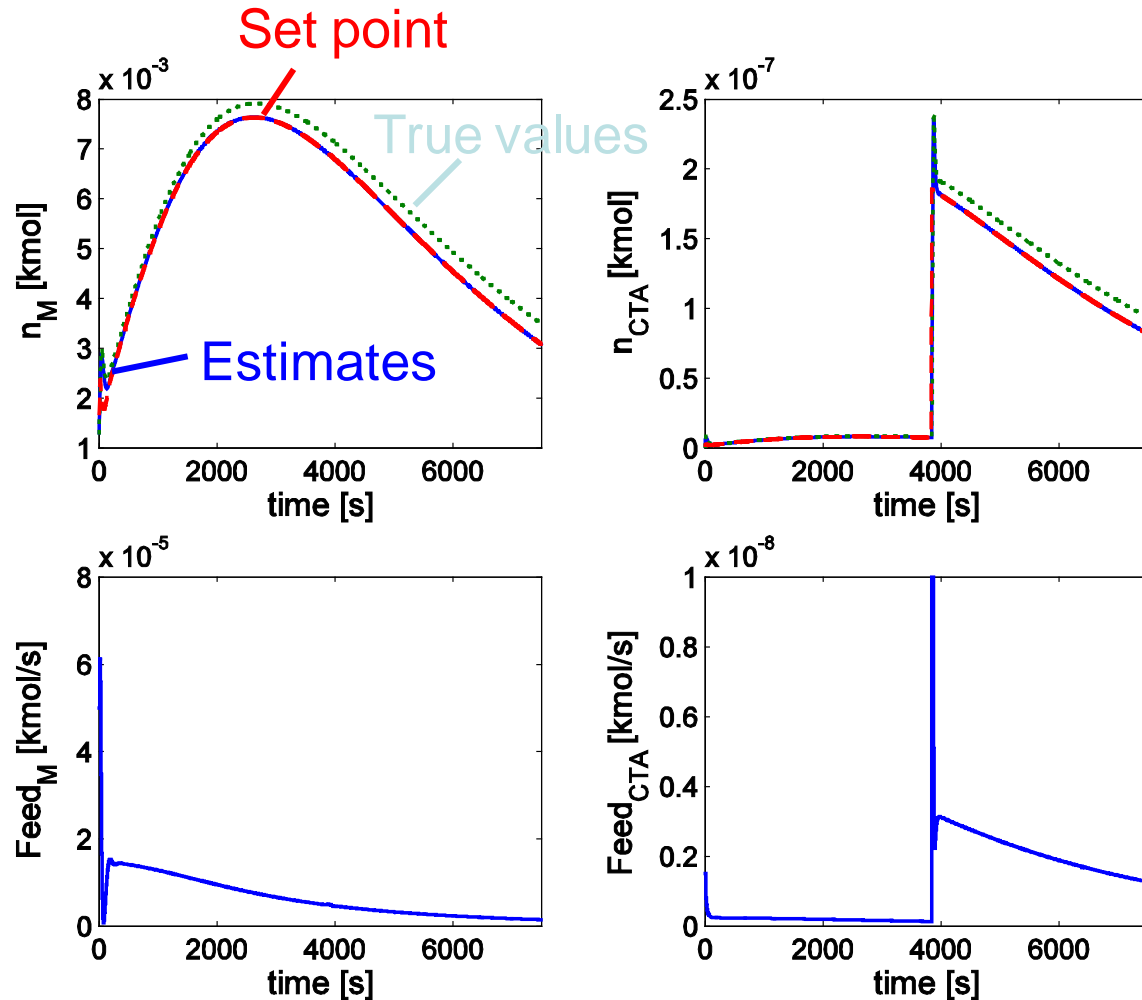 Set point
x 10-3
8
7
6
5
4
3
2
1
0 2000 4000 6000
n_M [kmol]
time [s]
True values
Estimates
x 10-7
2.5
2
1.5
1
0.5
0
0 2000 4000 6000
n_CTA [kmol]
time [s]
x 10-5
8
6
4
2
0
0 2000 4000 6000
Feed_M [kmol/s]
time [s]
x 10-8
1
0.8
0.6
0.4
0.2
0
0 2000 4000 6000
Feed_CTA [kmol/s]
time [s]